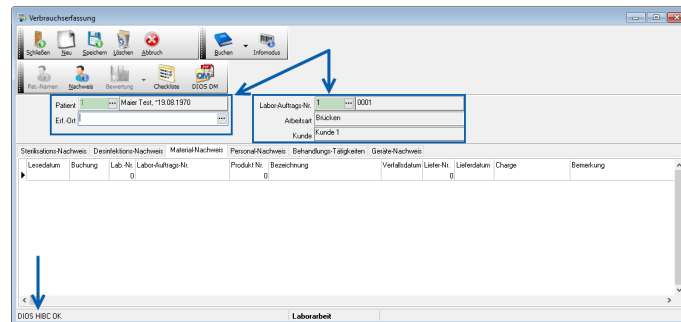 Verbrauchserfassung
Schließen Neu Speichern Löschen Abbruch Buchen Infomodus
Pat.-Namen Nachweis Bewertung Checkliste DIOS DM
Patient 1 ... Maier Test, *19.08.1970
Erf.-Ort ...
Labor-Auftrags-Nr. 1 ... 0001
Arbeitsart Brücken
Kunde Kunde 1
Sterilisations-Nachweis Desinfektions-Nachweis Material-Nachweis Personal-Nachweis Behandlungs-Tätigkeiten Geräte-Nachweis
Lesedatum Buchung Lab.-Nr. Labor-Auftrags-Nr. Produkt Nr. Bezeichnung Verfallsdatum Liefer-Nr. Lieferdatum Charge Bemerkung
0 0 0
DIOS HIBC DK Laborarbeit